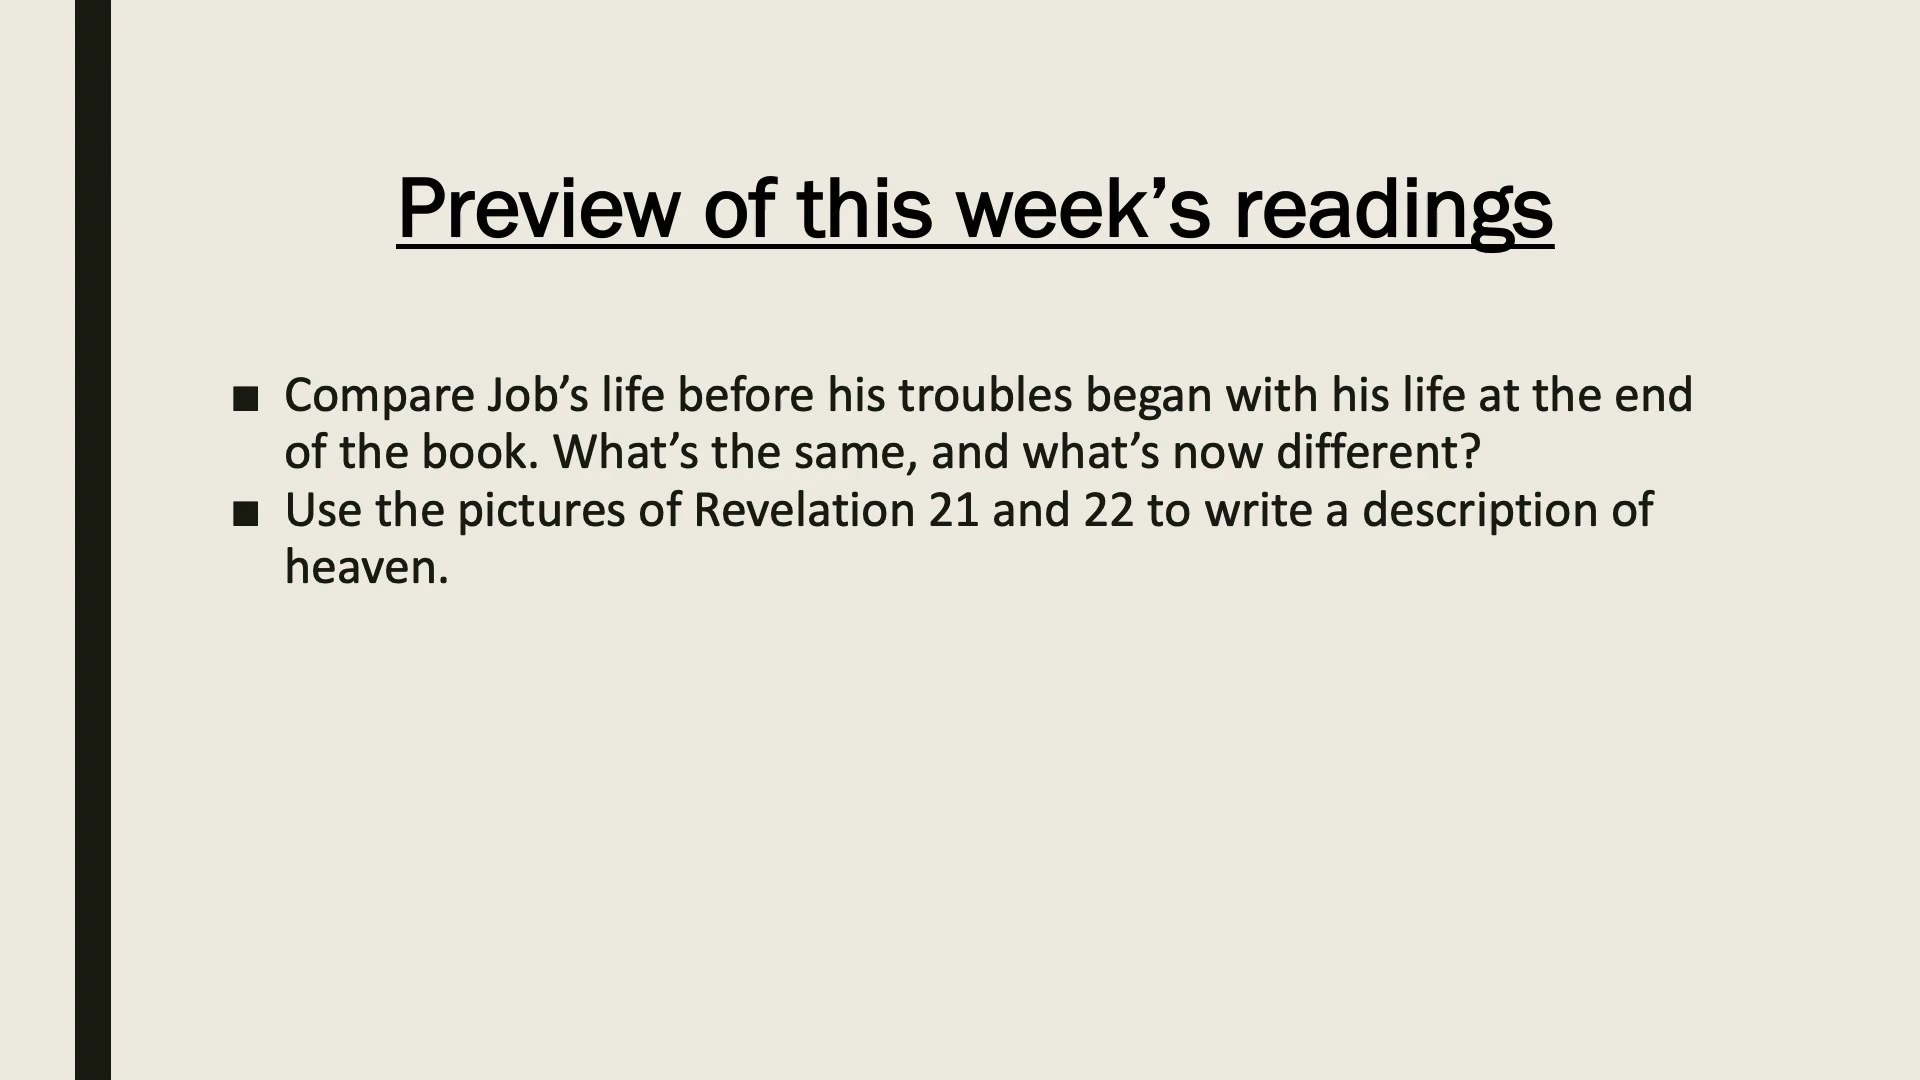 Preview of this week’s readings
■ Compare Job’s life before his troubles began with his life at the end
of the book. What’s the same, and what’s now different?
■ Use the pictures of Revelation 21 and 22 to write a description of
heaven.